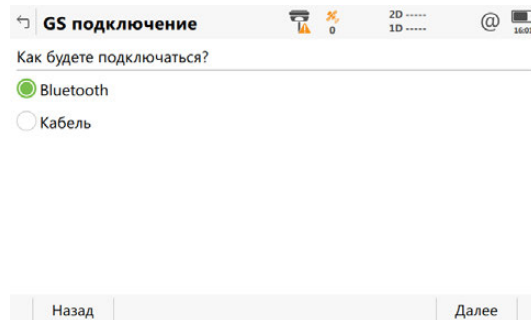 GS подключение
0
2D -----
1D -----
@
Как будете подключаться?
Bluetooth
Кабель
Назад
Далее